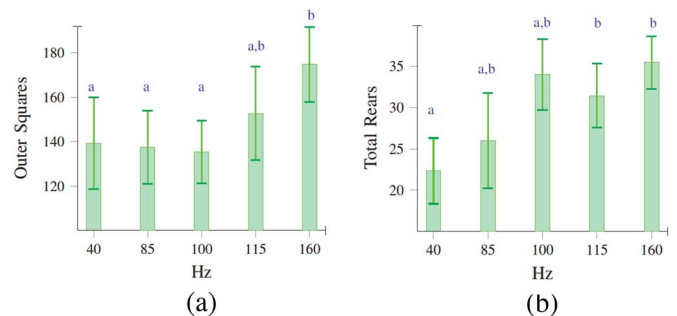 b
a,b
a
a
a
180
160
140
120
Outer Squares
40 85 100 115 160
Hz
(a)
a,b
b
b
a,b
a
35
30
25
20
Total Rears
40 85 100 115 160
Hz
(b)